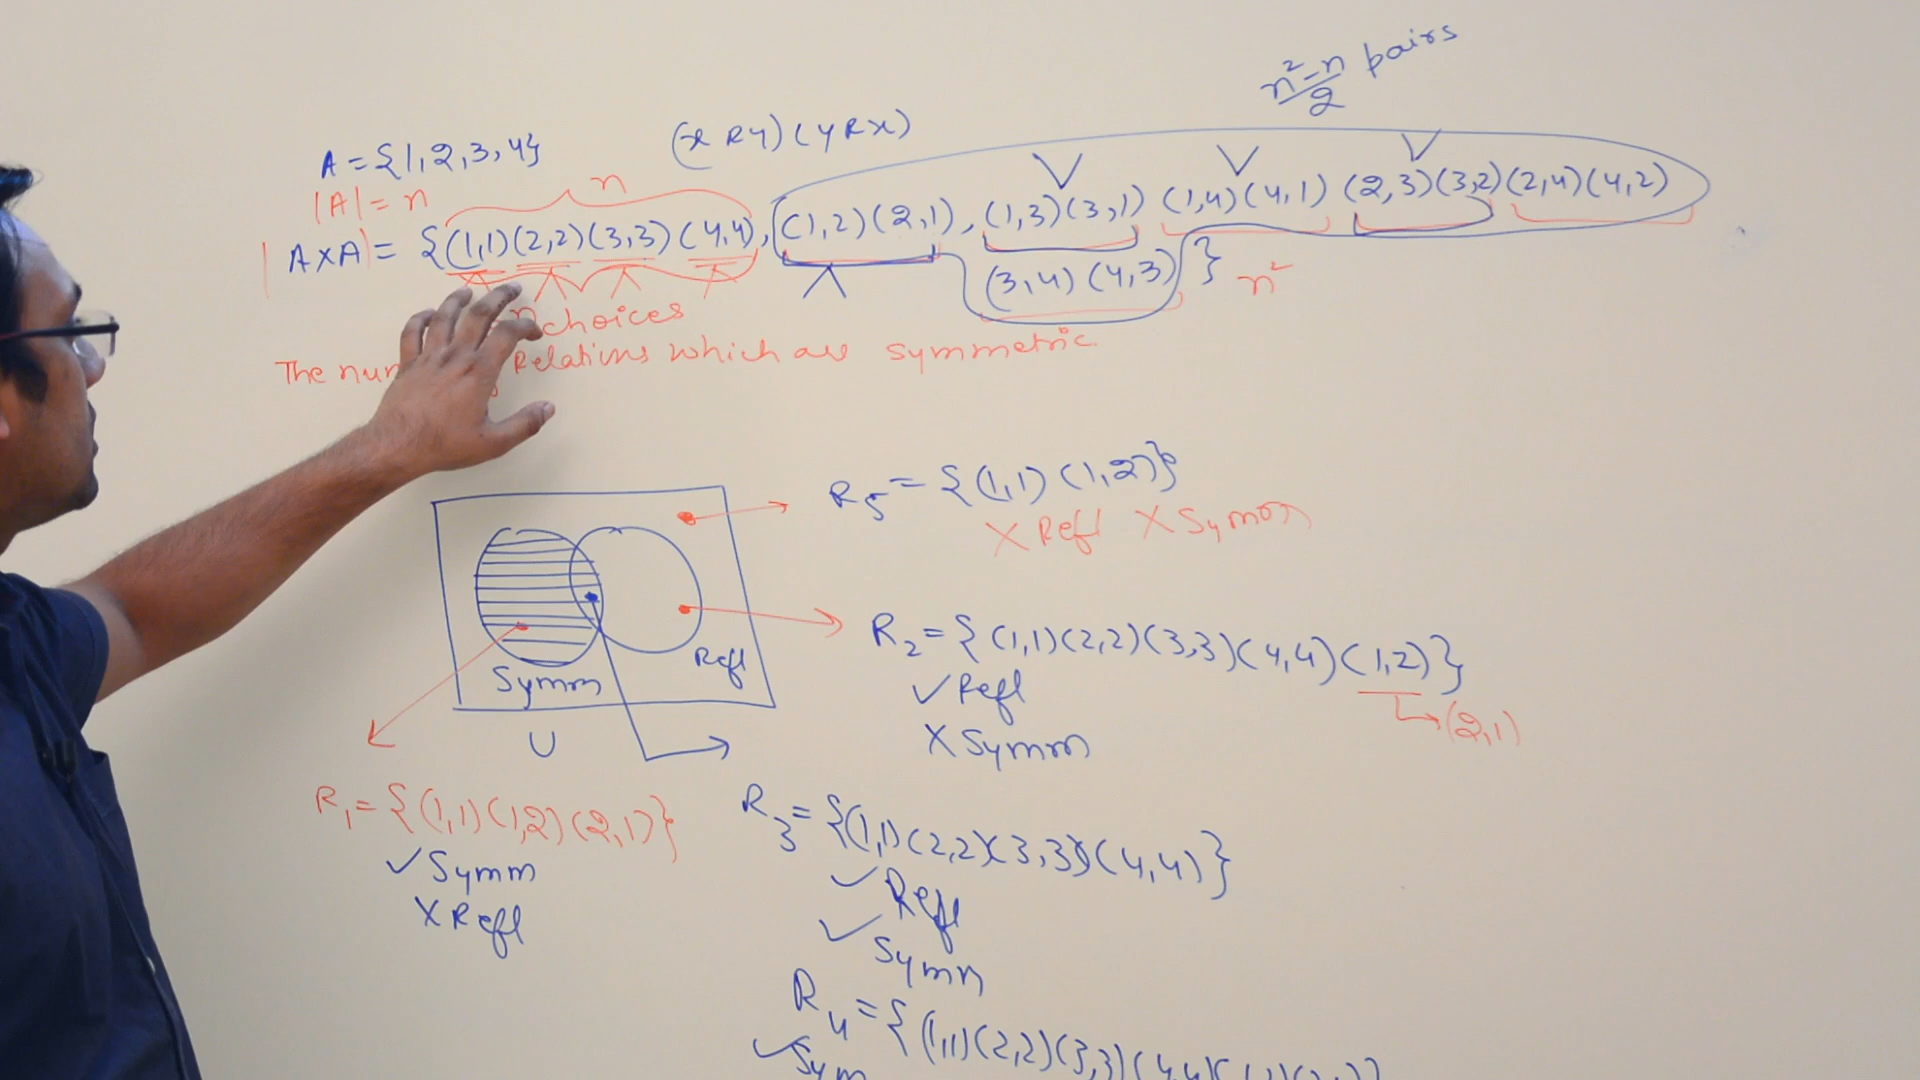 n²-n/2 pairs
A = {1,2,3,4}
(x R y) (y R x)
|A| = n
n
|A×A| = {(1,1)(2,2)(3,3)(4,4), (1,2)(2,1), (1,3)(3,1) (1,4)(4,1) (2,3)(3,2)(2,4)(4,2)
(3,4)(4,3) }
n²
n choices
The Relations which are symmetric
R5 = {(1,1) (1,2)}
X Refl X Symm
R2 = {(1,1)(2,2)(3,3)(4,4)(1,2)}
(2,1)
✓Refl
X Symm
Symm
Refl
U
R1 = {(1,1)(1,2)(2,1)}
✓Symm
X Refl
R3 = {(1,1)(2,2)(3,3)(4,4)}
✓Refl
✓Symm
R4 = {(1,1)(2,2)(3,3)(4,4)
✓Sym